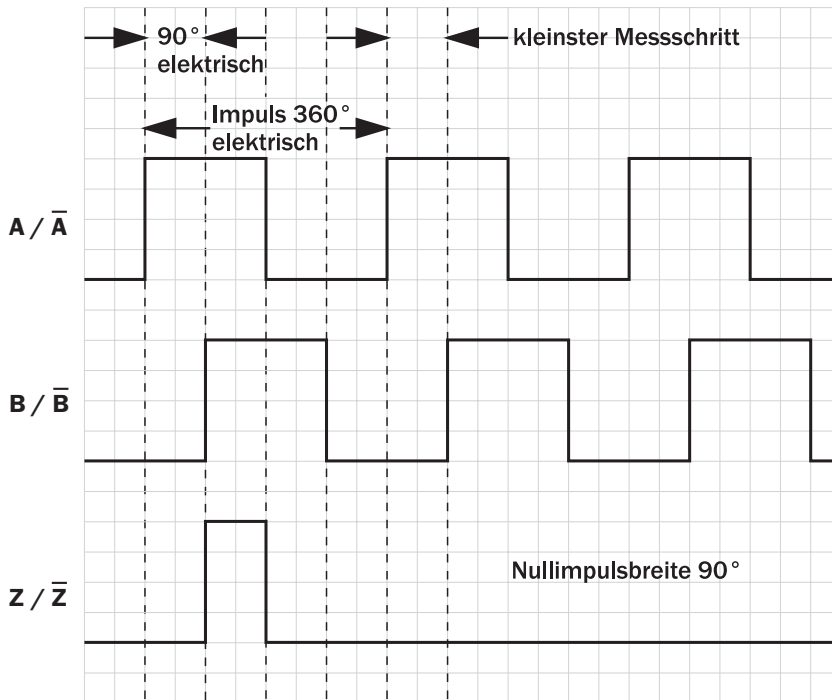 90°
elektrisch
kleinster Messschritt
Impuls 360°
elektrisch
A / A̅
B / B̅
Z / Z̅
Nullimpulsbreite 90°